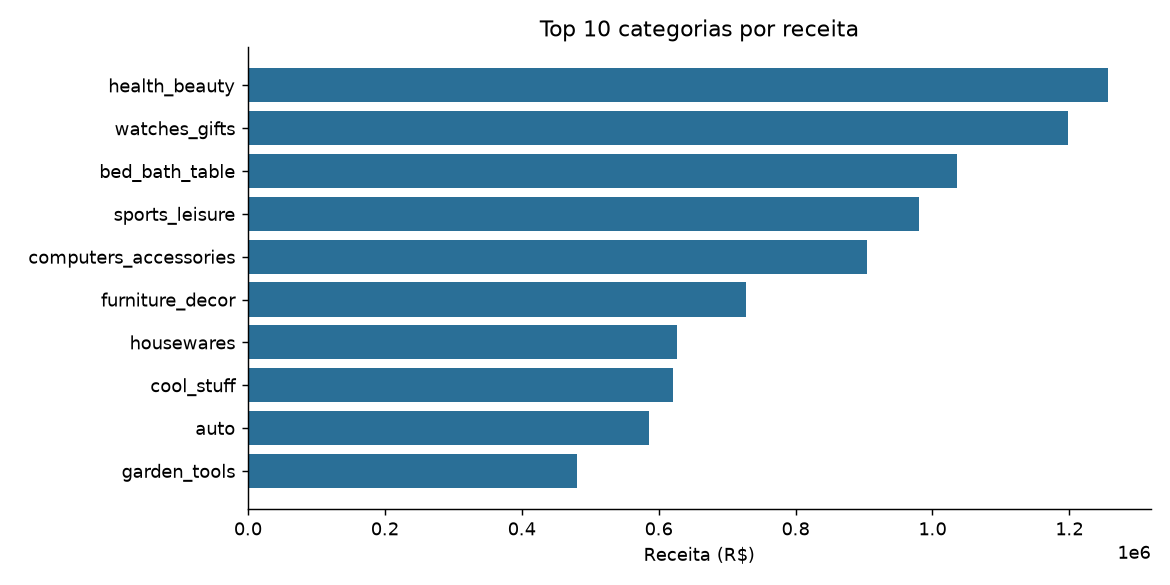 Top 10 categorias por receita
health_beauty
watches_gifts
bed_bath_table
sports_leisure
computers_accessories
furniture_decor
housewares
cool_stuff
auto
garden_tools
0.0 0.2 0.4 0.6 0.8 1.0 1.2
1e6
Receita (R$)